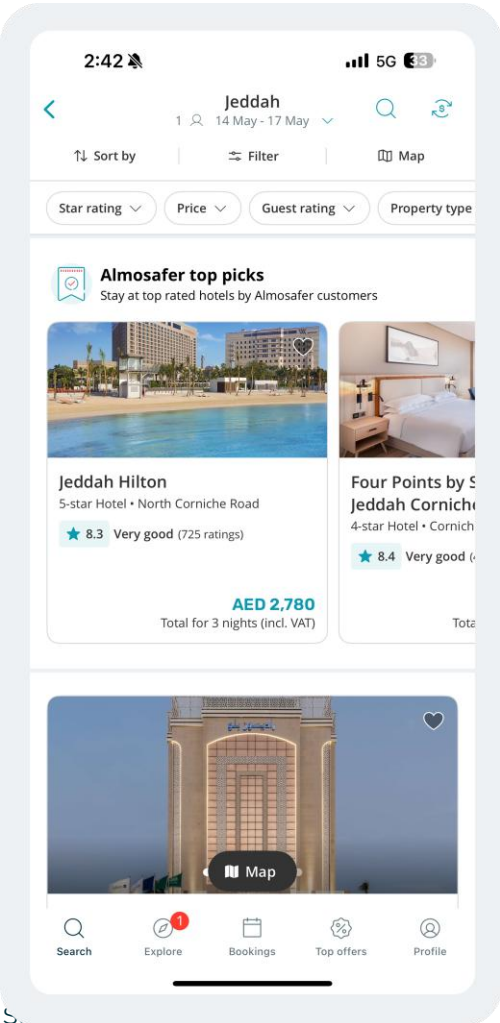 2:42
5G 33
Jeddah
1 14 May - 17 May
Sort by
Filter
Map
Star rating
Price
Guest rating
Property type
Almosafer top picks
Stay at top rated hotels by Almosafer customers
Jeddah Hilton
5-star Hotel • North Corniche Road
8.3 Very good (725 ratings)
AED 2,780
Total for 3 nights (incl. VAT)
Four Points by S
Jeddah Corniche
4-star Hotel • Cornich
8.4 Very good (
Tota
Map
1
Search
Explore
Bookings
Top offers
Profile